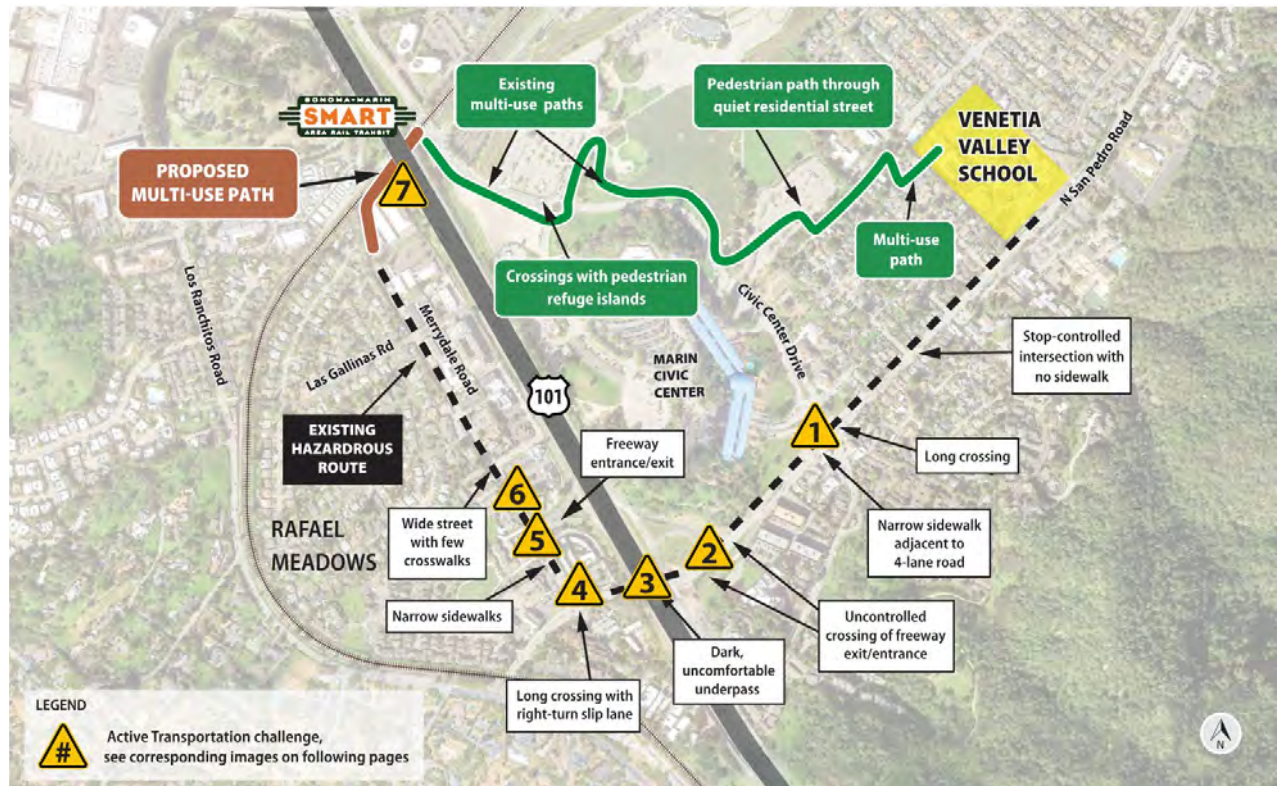 SONOMA-MARIN
SMART
AREA RAIL TRANSIT
Existing
multi-use paths
Pedestrian path through
quiet residential street
VENETIA
VALLEY
SCHOOL
N San Pedro Road
PROPOSED
MULTI-USE PATH
7
Multi-use
path
Crossings with pedestrian
refuge islands
Los Ranchitos Road
Las Gallinas Rd
Merrydale Road
Civic Center Drive
MARIN
CIVIC
CENTER
101
Stop-controlled
intersection with
no sidewalk
EXISTING
HAZARDROUS
ROUTE
Freeway
entrance/exit
1
Long crossing
6
Wide street
with few
crosswalks
5
RAFAEL
MEADOWS
Narrow sidewalk
adjacent to
4-lane road
2
3
4
Narrow sidewalks
Uncontrolled
crossing of freeway
exit/entrance
Dark,
uncomfortable
underpass
Long crossing with
right-turn slip lane
LEGEND
#
Active Transportation challenge,
see corresponding images on following pages
N